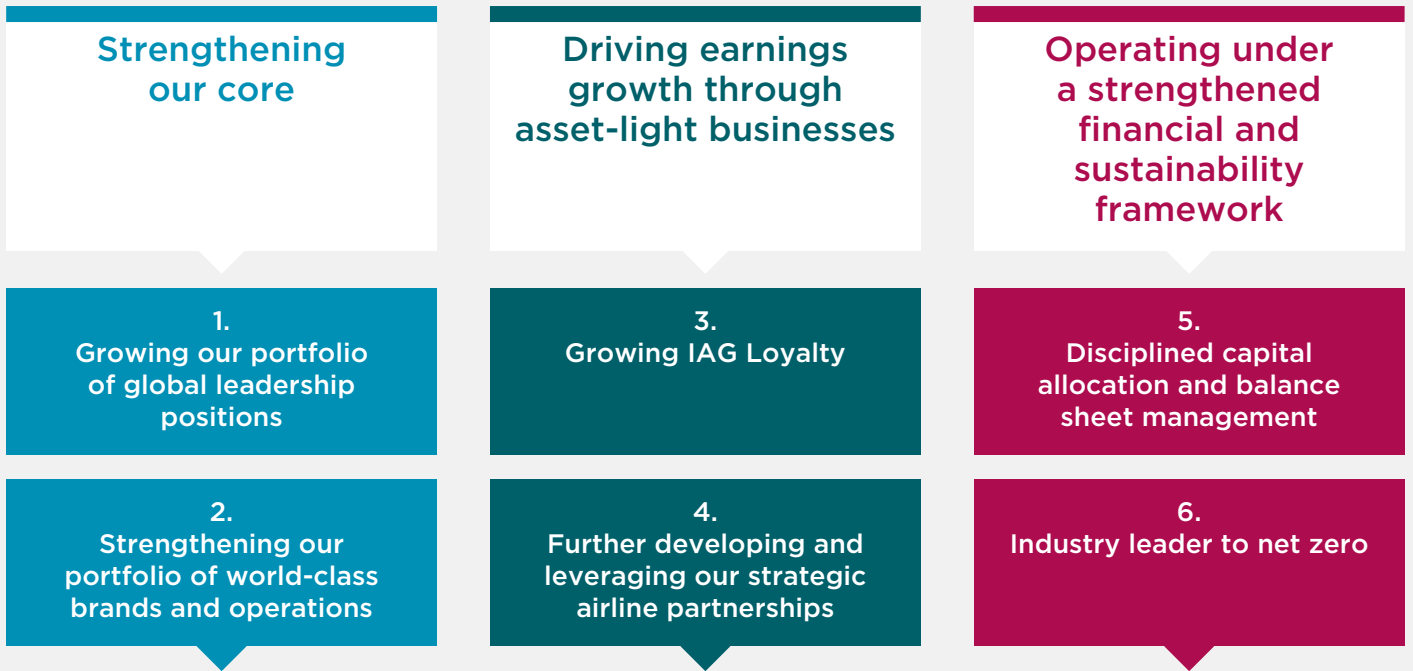 Strengthening
our core
Driving earnings
growth through
asset-light businesses
Operating under
a strengthened
financial and
sustainability
framework
1.
Growing our portfolio
of global leadership
positions
3.
Growing IAG Loyalty
5.
Disciplined capital
allocation and balance
sheet management
2.
Strengthening our
portfolio of world-class
brands and operations
4.
Further developing and
leveraging our strategic
airline partnerships
6.
Industry leader to net zero